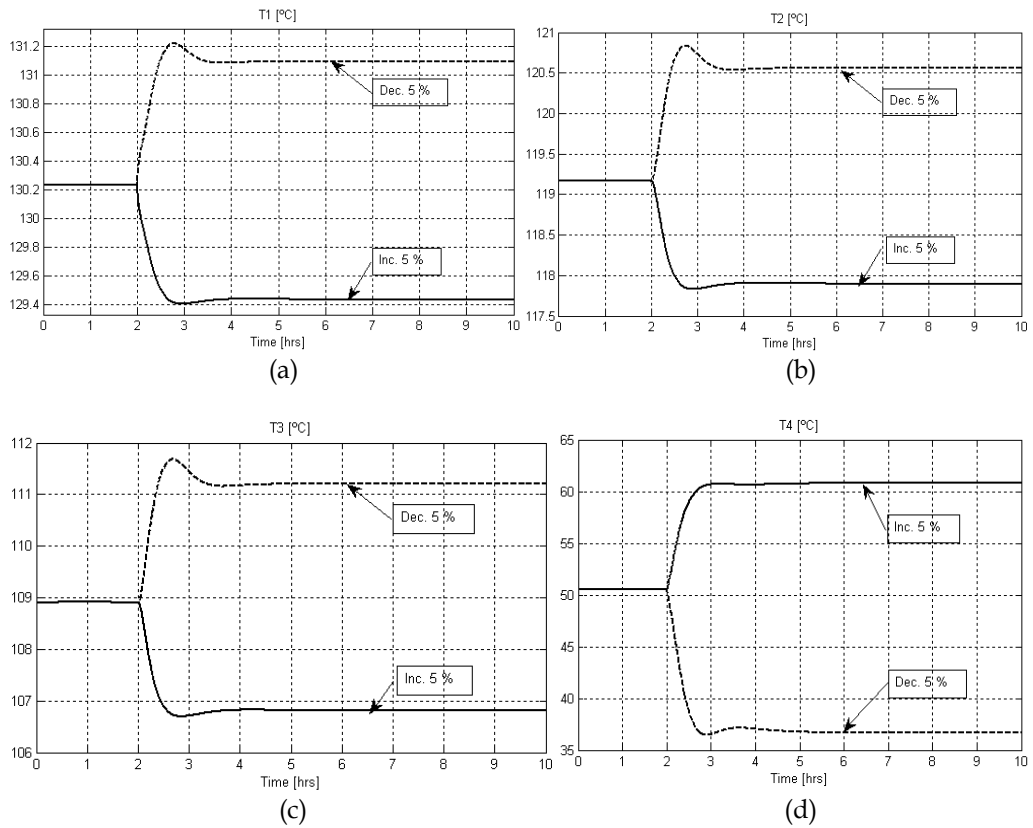 T1 [ºC]
131.2
131
130.8
130.6
130.4
130.2
130
129.8
129.6
129.4
Dec. 5 %
Inc. 5 %
0 1 2 3 4 5 6 7 8 9 10
Time [hrs]
(a)
T2 [ºC]
121
120.5
120
119.5
119
118.5
118
117.5
Dec. 5 %
Inc. 5 %
0 1 2 3 4 5 6 7 8 9 10
Time [hrs]
(b)
T3 [ºC]
112
111
110
109
108
107
106
Dec. 5 %
Inc. 5 %
0 1 2 3 4 5 6 7 8 9 10
Time [hrs]
(c)
T4 [ºC]
65
60
55
50
45
40
35
Inc. 5 %
Dec. 5 %
0 1 2 3 4 5 6 7 8 9 10
Time [hrs]
(d)